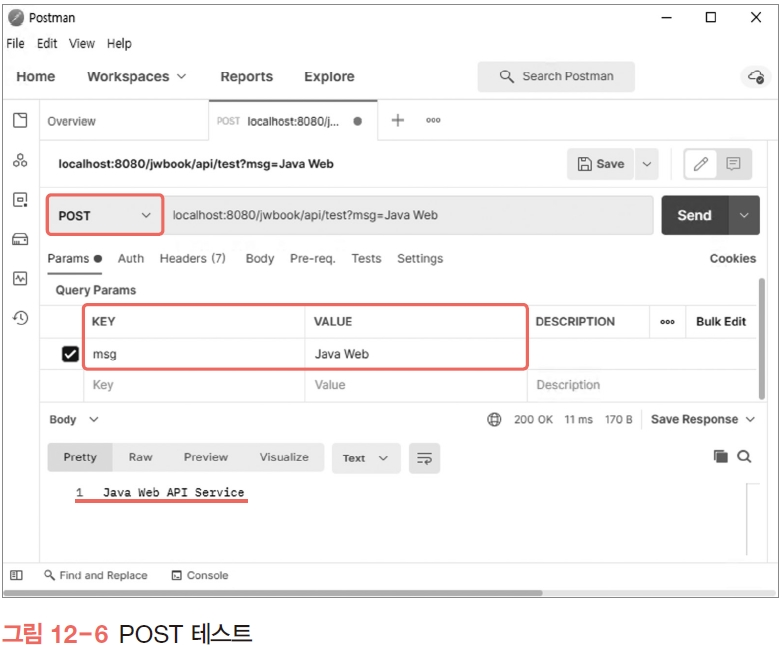 Postman
File Edit View Help
Home Workspaces Reports Explore Search Postman
Overview POST localhost:8080/j... ooo
localhost:8080/jwbook/api/test?msg=Java Web Save
POST localhost:8080/jwbook/api/test?msg=Java Web Send
Params Auth Headers (7) Body Pre-req. Tests Settings Cookies
Query Params
KEY VALUE DESCRIPTION ooo Bulk Edit
msg Java Web
Key Value Description
Body 200 OK 11 ms 170 B Save Response
Pretty Raw Preview Visualize Text
1 Java Web API Service
Find and Replace Console
그림 12-6 POST 테스트